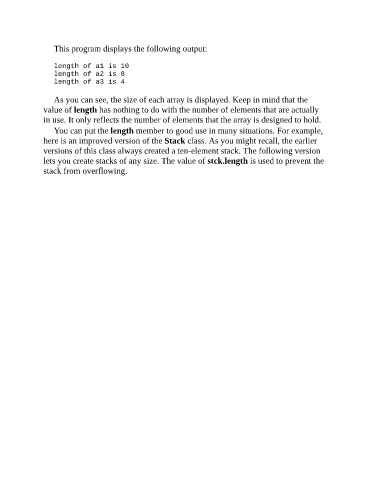 This program displays the following output:
length of a1 is 10
length of a2 is 8
length of a3 is 4
As you can see, the size of each array is displayed. Keep in mind that the
value of length has nothing to do with the number of elements that are actually
in use. It only reflects the number of elements that the array is designed to hold.
You can put the length member to good use in many situations. For example,
here is an improved version of the Stack class. As you might recall, the earlier
versions of this class always created a ten-element stack. The following version
lets you create stacks of any size. The value of stck.length is used to prevent the
stack from overflowing.